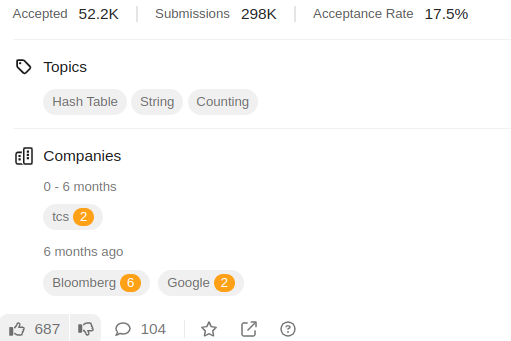 Accepted 52.2K Submissions 298K Acceptance Rate 17.5%
Topics
Hash Table String Counting
Companies
0 - 6 months
tcs 2
6 months ago
Bloomberg 6 Google 2
687 104